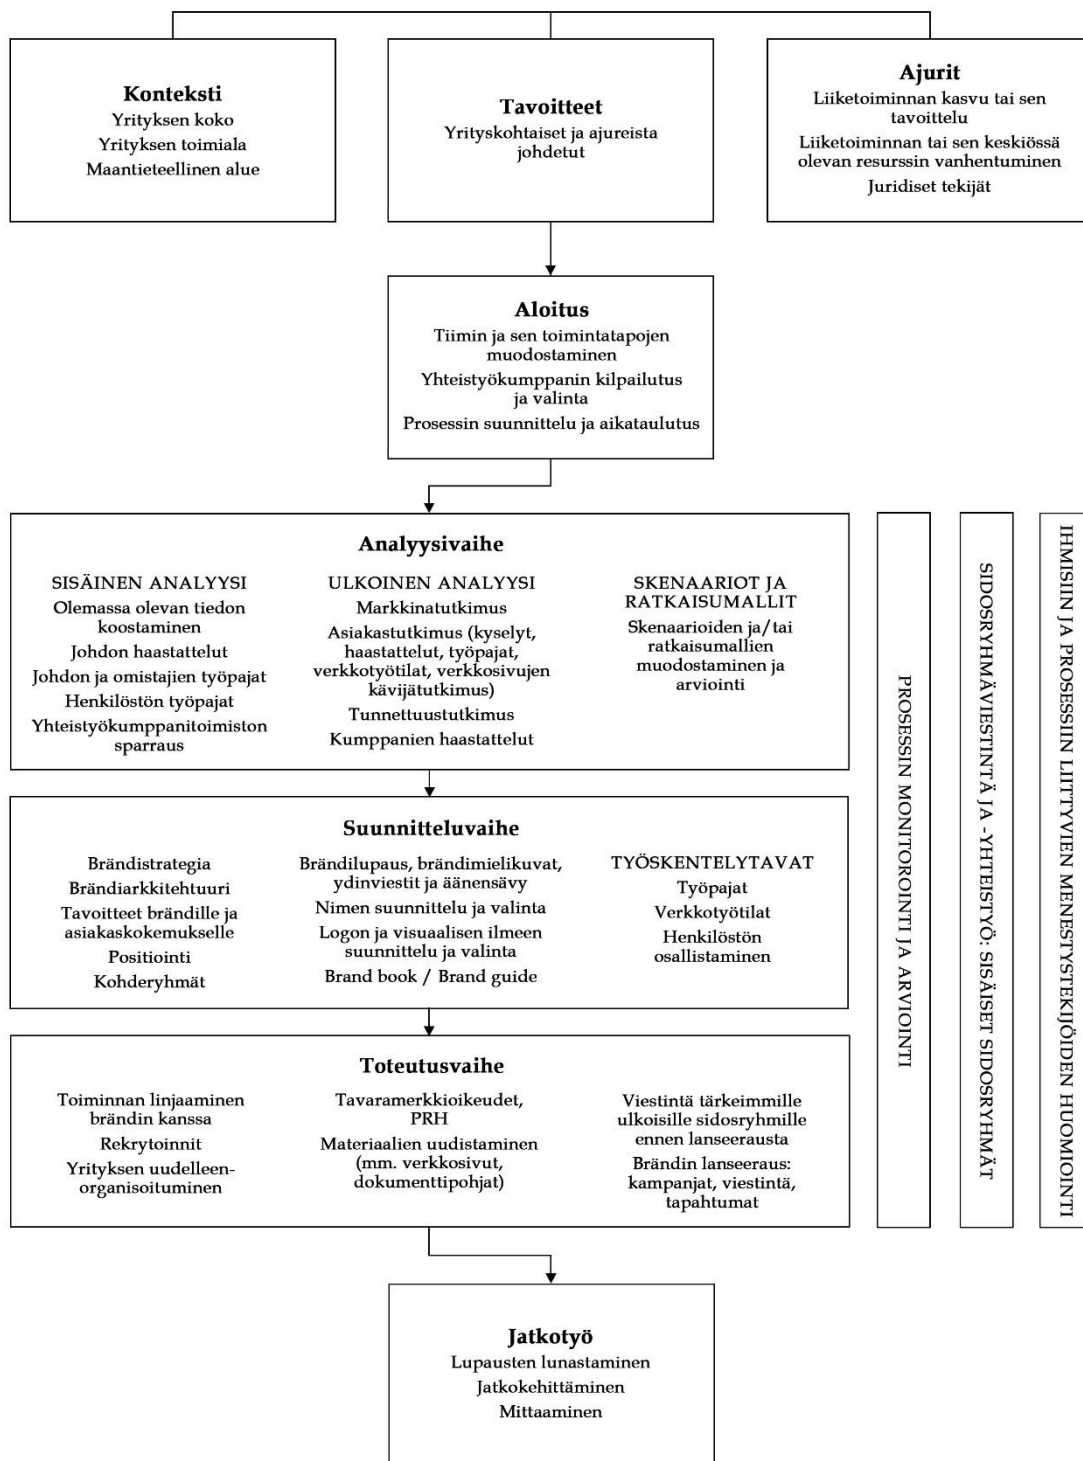 Konteksti
Yrityksen koko
Yrityksen toimiala
Maantieteellinen alue
Tavoitteet
Yrityskohtaiset ja ajureista
johdetut
Ajurit
Liiketoiminnan kasvu tai sen
tavoittelu
Liiketoiminnan tai sen keskiössä
olevan resurssin vanhentuminen
Juridiset tekijät
Aloitus
Tiimin ja sen toimintatapojen
muodostaminen
Yhteistyökumppanin kilpailutus
ja valinta
Prosessin suunnittelu ja aikataulutus
Analyysivaihe
SISÄINEN ANALYYSI
Olemassa olevan tiedon
koostaminen
Johdon haastattelut
Johdon ja omistajien työpajat
Henkilöstön työpajat
Yhteistyökumppanitoimiston
sparraus
ULKOINEN ANALYYSI
Markkinatutkimus
Asiakastutkimus (kyselyt,
haastattelut, työpajat,
verkkotyötilat, verkkosivujen
kävijätutkimus)
Tunnettuustutkimus
Kumppanien haastattelut
SKENAARIOT JA
RATKAISUMALLIT
Skenaarioiden ja/tai
ratkaisumallien
muodostaminen ja
arviointi
Suunnitteluvaihe
Brändistrategia
Brändiarkkitehtuuri
Tavoitteet brändille ja
asiakaskokemukselle
Positiointi
Kohderyhmät
Brändilupaus, brändimielikuvat,
ydinviestit ja äänensävy
Nimen suunnittelu ja valinta
Logon ja visuaalisen ilmeen
suunnittelu ja valinta
Brand book / Brand guide
TYÖSKENTELYTAVAT
Työpajat
Verkkotyötilat
Henkilöstön
osallistaminen
Toteutusvaihe
Toiminnan linjaaminen
brändin kanssa
Rekrytoinnit
Yrityksen uudelleen-
organisoituminen
Tavaramerkkioikeudet,
PRH
Materiaalien uudistaminen
(mm. verkkosivut,
dokumenttipohjat)
Viestintä tärkeimmille
ulkoisille sidosryhmille
ennen lanseerausta
Brändin lanseeraus:
kampanjat, viestintä,
tapahtumat
PROSESSIN MONITOROINTI JA ARVIOINTI
SIDOSRYHMÄVIESTINTÄ JA -YHTEISTYÖ: SISÄISET SIDOSRYHMÄT
IHMISIIN JA PROSESSIIN LIITTYVIEN MENESTYSTEKIJÖIDEN HUOMIOINTI
Jatkotyö
Lupausten lunastaminen
Jatkokehittäminen
Mittaaminen